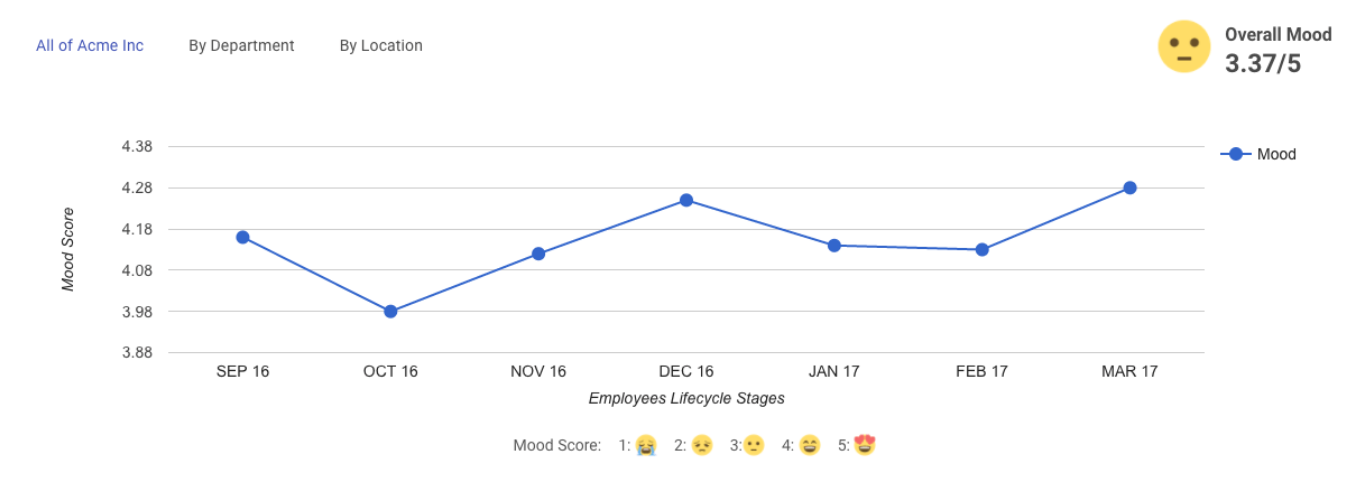 All of Acme Inc By Department By Location
Overall Mood
3.37/5
4.38
4.28
4.18
4.08
3.98
3.88
Mood Score
Mood
SEP 16 OCT 16 NOV 16 DEC 16 JAN 17 FEB 17 MAR 17
Employees Lifecycle Stages
Mood Score: 1: 2: 3: 4: 5: